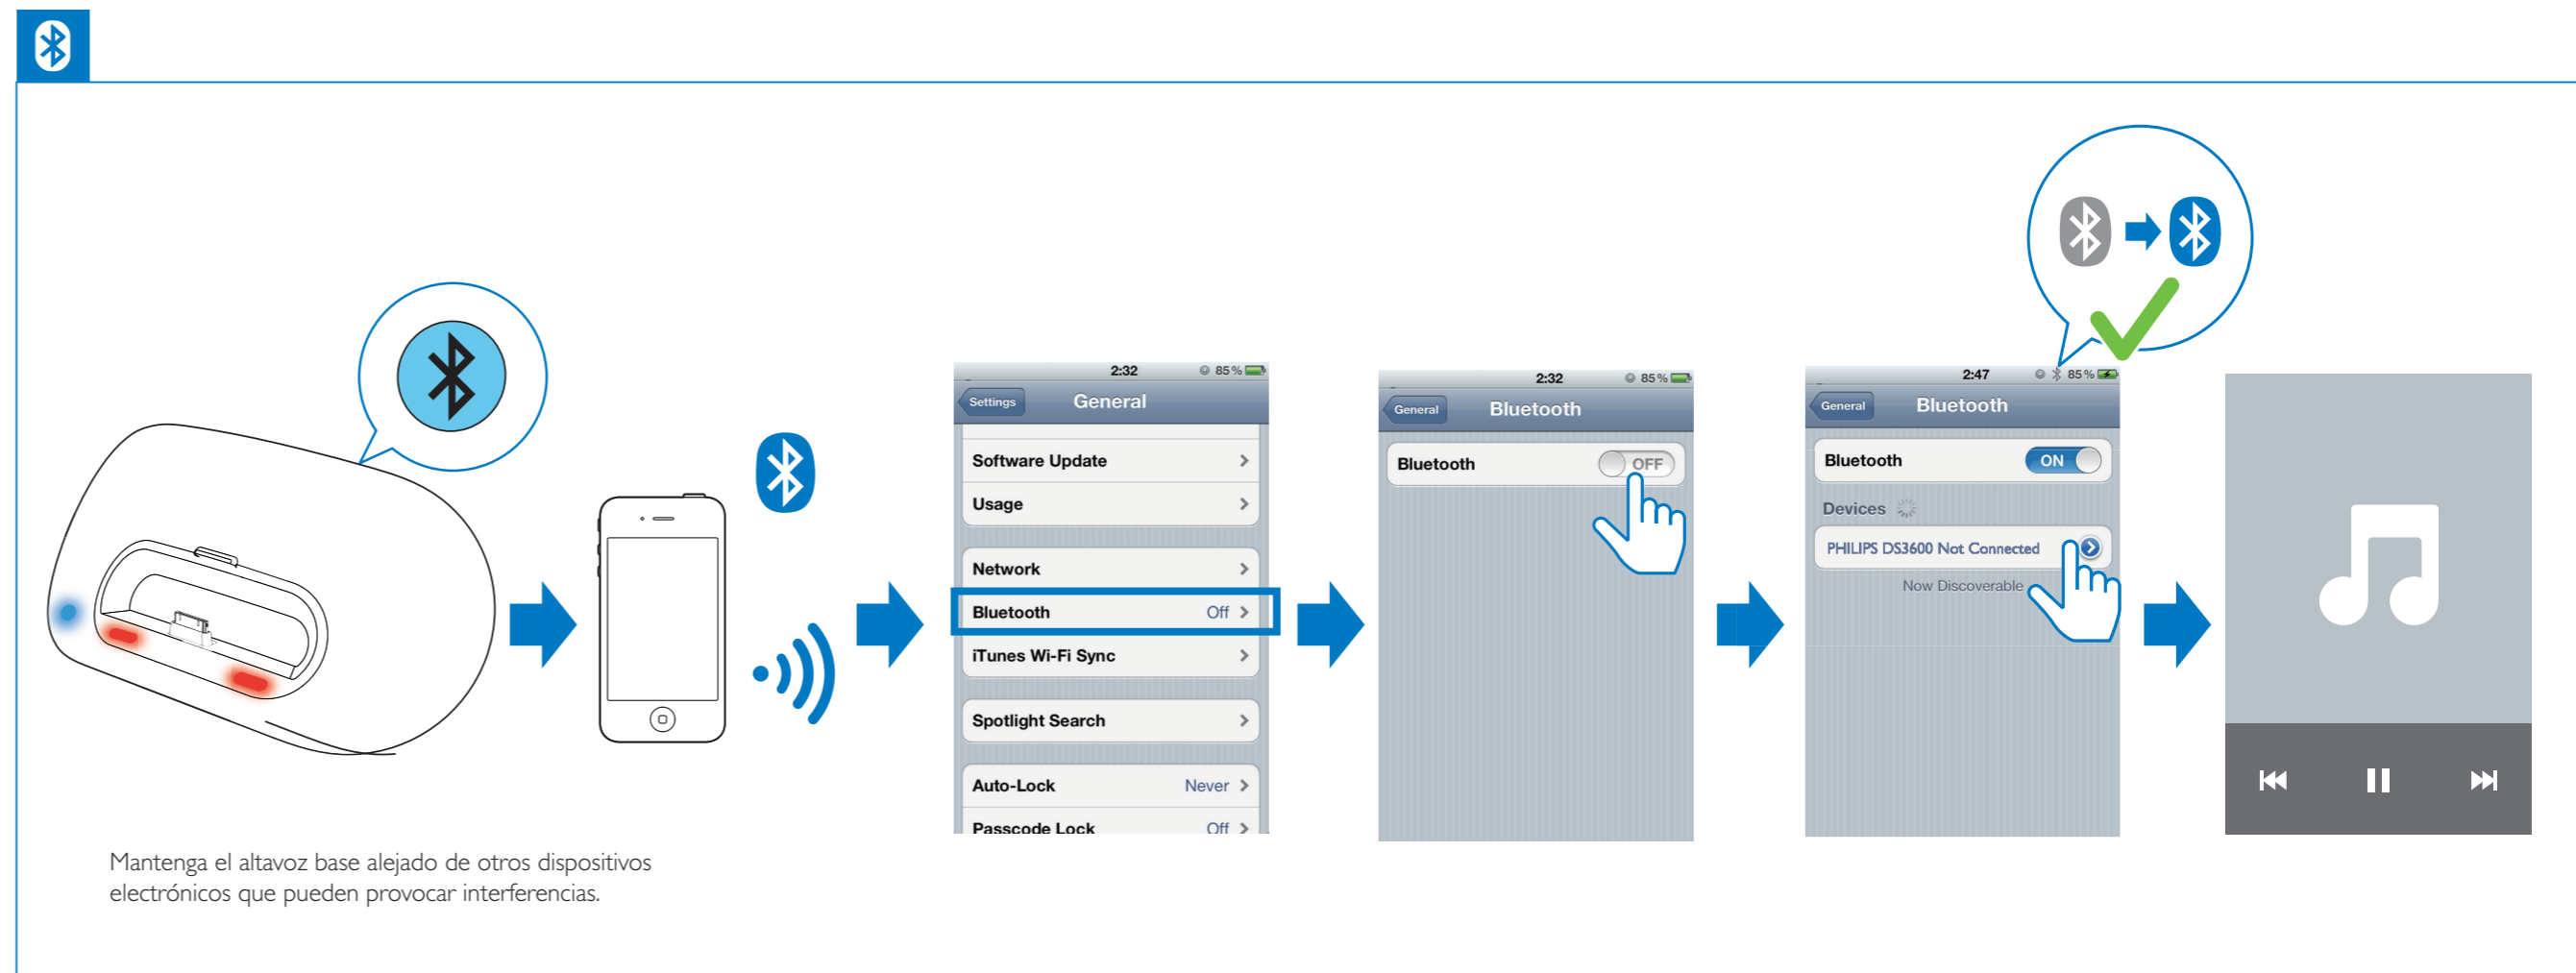 2:32 85%
Settings General
Software Update
Usage
Network
Bluetooth Off
iTunes Wi-Fi Sync
Spotlight Search
Auto-Lock Never
Passcode Lock Off
2:32 85%
General Bluetooth
Bluetooth OFF
2:47 85%
General Bluetooth
Bluetooth ON
Devices
PHILIPS DS3600 Not Connected
Now Discoverable
Mantenga el altavoz base alejado de otros dispositivos
electrónicos que pueden provocar interferencias.